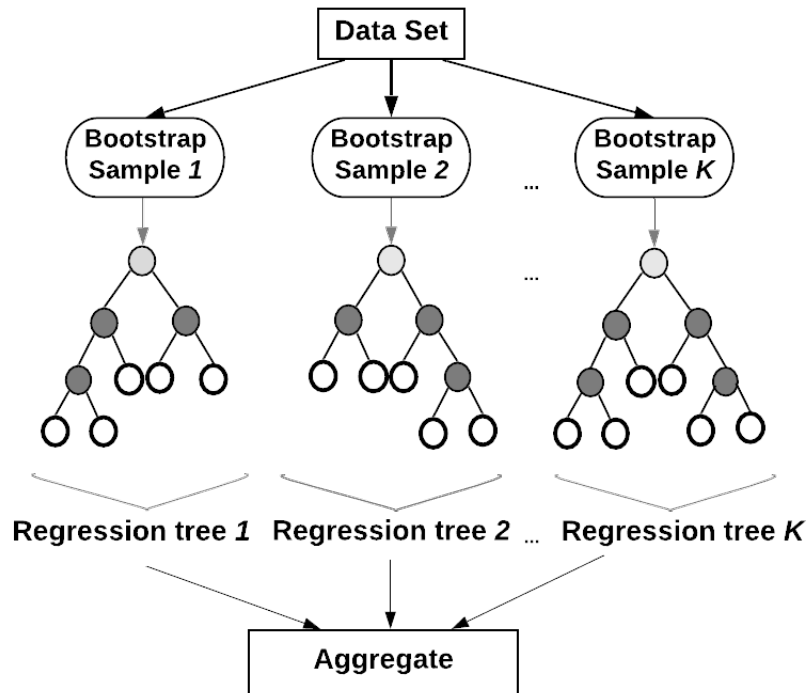 Data Set
Bootstrap
Sample 1
Bootstrap
Sample 2
...
Bootstrap
Sample K
...
Regression tree 1
Regression tree 2
...
Regression tree K
Aggregate